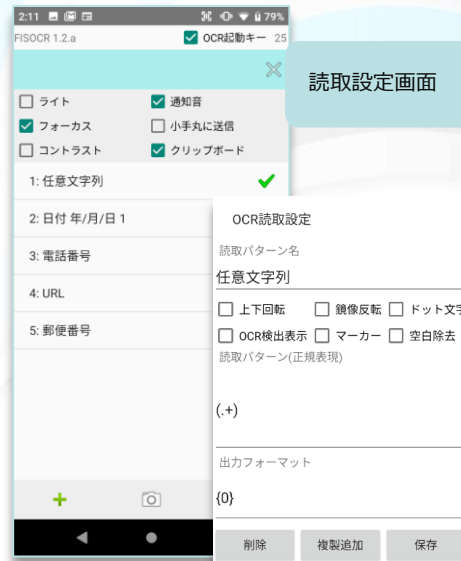 2:11 79%
FISOCR 1.2.a OCR起動キー 25
読取設定画面
ライト 通知音
フォーカス 小手丸に送信
コントラスト クリップボード
1: 任意文字列
2: 日付 年/月/日 1
3: 電話番号
4: URL
5: 郵便番号
OCR読取設定
読取パターン名
任意文字列
上下回転 鏡像反転 ドット文字
OCR検出表示 マーカー 空白除去
読取パターン(正規表現)
(.+)
出力フォーマット
{0}
削除 複製追加 保存